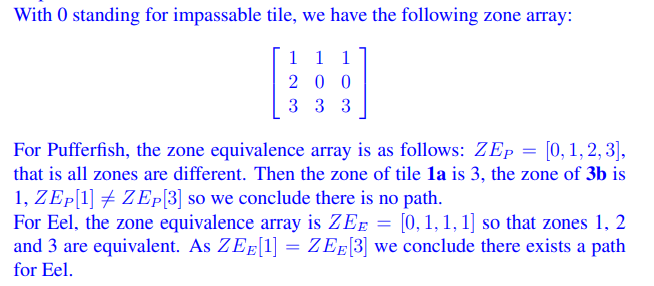 With 0 standing for impassable tile, we have the following zone array:
1 1 1
2 0 0
3 3 3
For Pufferfish, the zone equivalence array is as follows: ZE_P = [0, 1, 2, 3],
that is all zones are different. Then the zone of tile 1a is 3, the zone of 3b is
1, ZE_P[1] ≠ ZE_P[3] so we conclude there is no path.
For Eel, the zone equivalence array is ZE_E = [0, 1, 1, 1] so that zones 1, 2
and 3 are equivalent. As ZE_E[1] = ZE_E[3] we conclude there exists a path
for Eel.